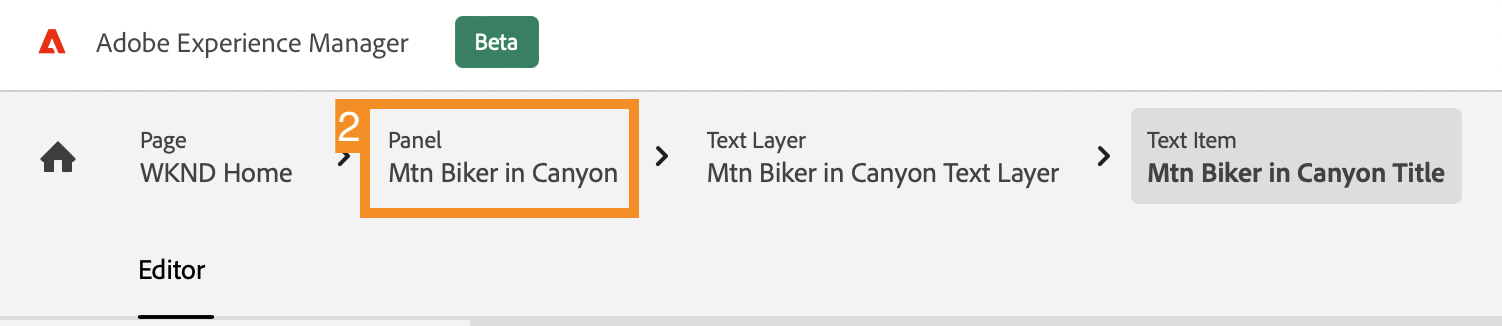 Adobe Experience Manager
Beta
2
Page
WKND Home
Panel
Mtn Biker in Canyon
Text Layer
Mtn Biker in Canyon Text Layer
Text Item
Mtn Biker in Canyon Title
Editor